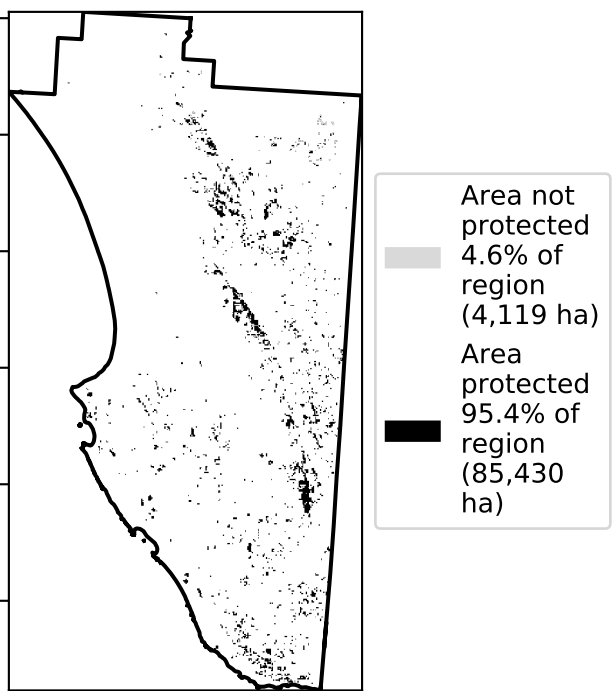 Area not
protected
4.6% of
region
(4,119 ha)
Area
protected
95.4% of
region
(85,430
ha)